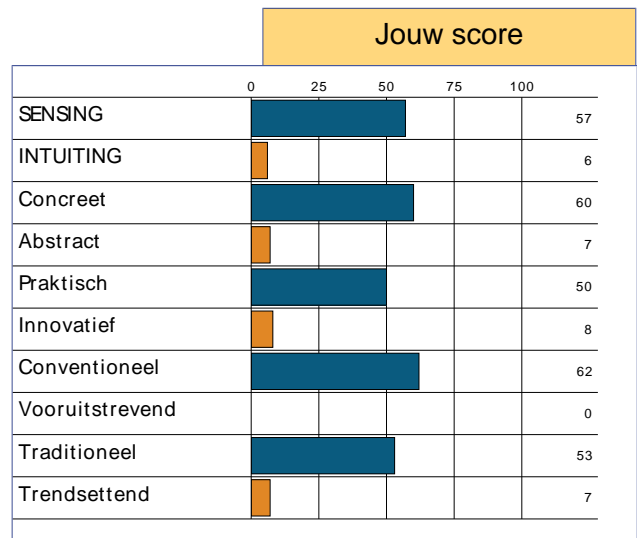 Jouw score
0 25 50 75 100
SENSING 57
INTUITING 6
Concreet 60
Abstract 7
Praktisch 50
Innovatief 8
Conventioneel 62
Vooruitstrevend 0
Traditioneel 53
Trendsettend 7